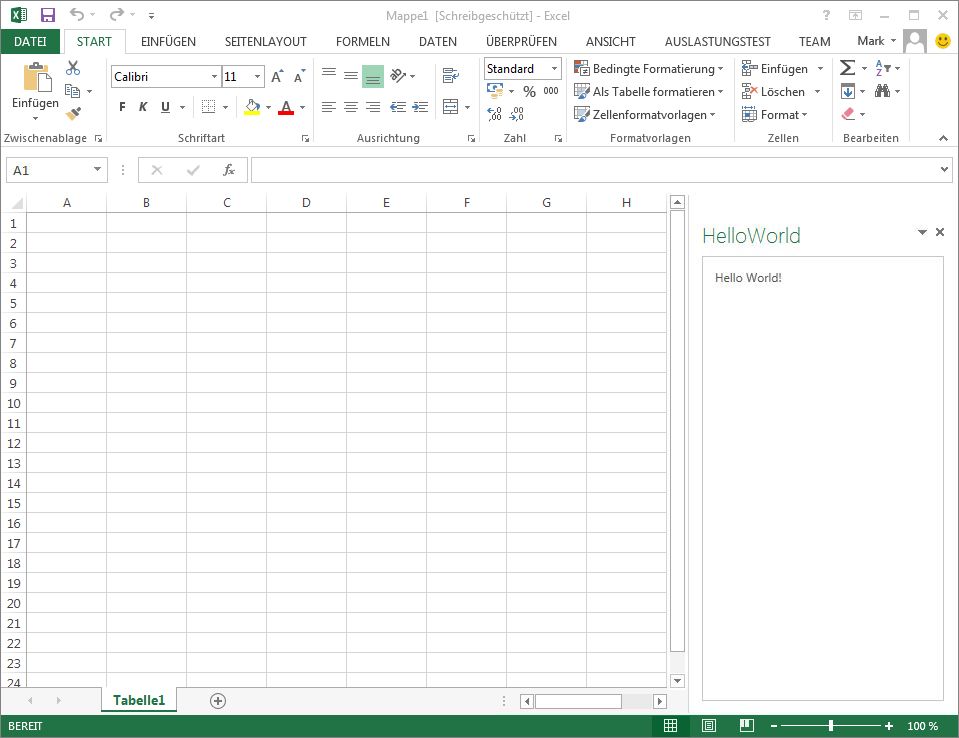 Mappe1 [Schreibgeschützt] - Excel
?
DATEI START EINFÜGEN SEITENLAYOUT FORMELN DATEN ÜBERPRÜFEN ANSICHT AUSLASTUNGSTEST TEAM Mark
Einfügen
Calibri 11
F K U
Standard
% 000
Bedingte Formatierung
Als Tabelle formatieren
Zellenformatvorlagen
Einfügen
Löschen
Format
Zwischenablage Schriftart Ausrichtung Zahl Formatvorlagen Zellen Bearbeiten
A1 fx
A B C D E F G H
1
2
3
4
5
6
7
8
9
10
11
12
13
14
15
16
17
18
19
20
21
22
23
24
HelloWorld
Hello World!
Tabelle1
BEREIT 100 %